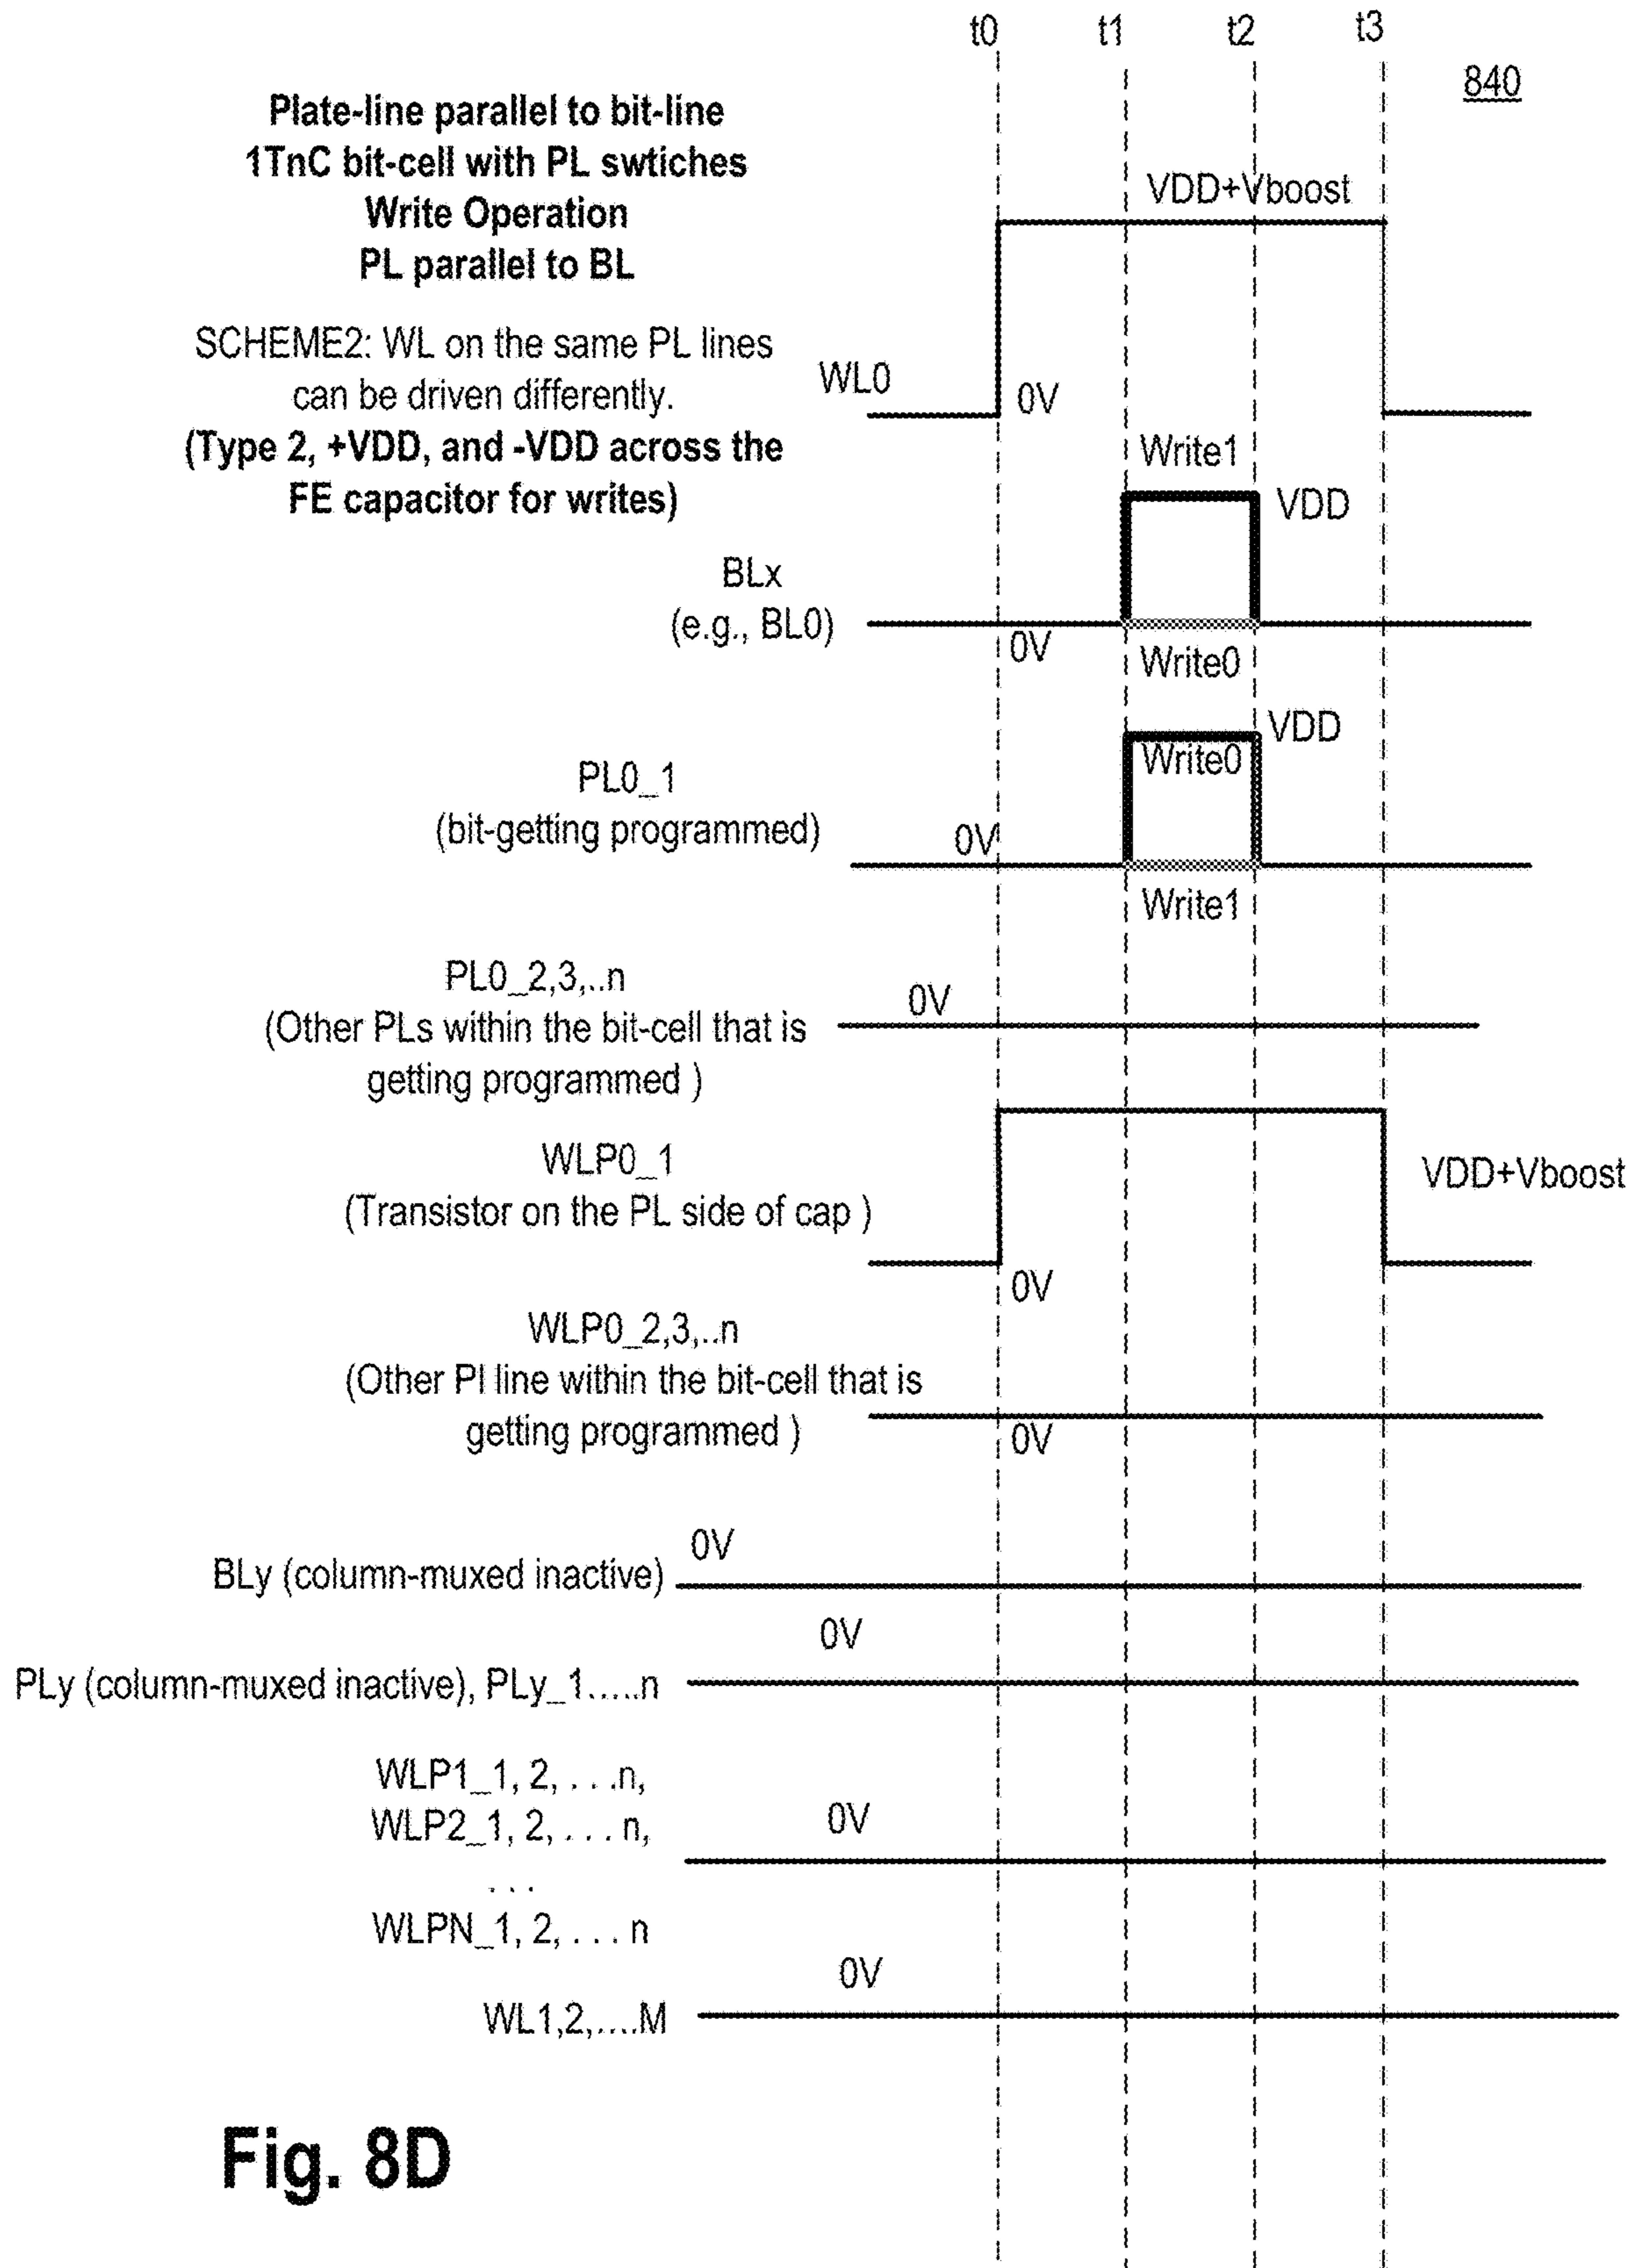 t0 t1 t2 t3
840
Plate-line parallel to bit-line
1TnC bit-cell with PL swtiches
Write Operation
PL parallel to BL
VDD+Vboost
SCHEME2: WL on the same PL lines
can be driven differently.
(Type 2, +VDD, and -VDD across the
FE capacitor for writes)
WL0
0V
Write1
VDD
BLx
(e.g., BL0)
0V
Write0
VDD
Write0
PL0_1
(bit-getting programmed)
0V
Write1
PL0_2,3,..n
(Other PLs within the bit-cell that is
getting programmed )
0V
WLP0_1
(Transistor on the PL side of cap )
VDD+Vboost
0V
WLP0_2,3,..n
(Other Pl line within the bit-cell that is
getting programmed )
0V
BLy (column-muxed inactive)
0V
0V
PLy (column-muxed inactive), PLy_1.....n
WLP1_1, 2, . . .n,
WLP2_1, 2, . . . n,
. . .
WLPN_1, 2, . . . n
0V
0V
WL1,2,....M
Fig. 8D